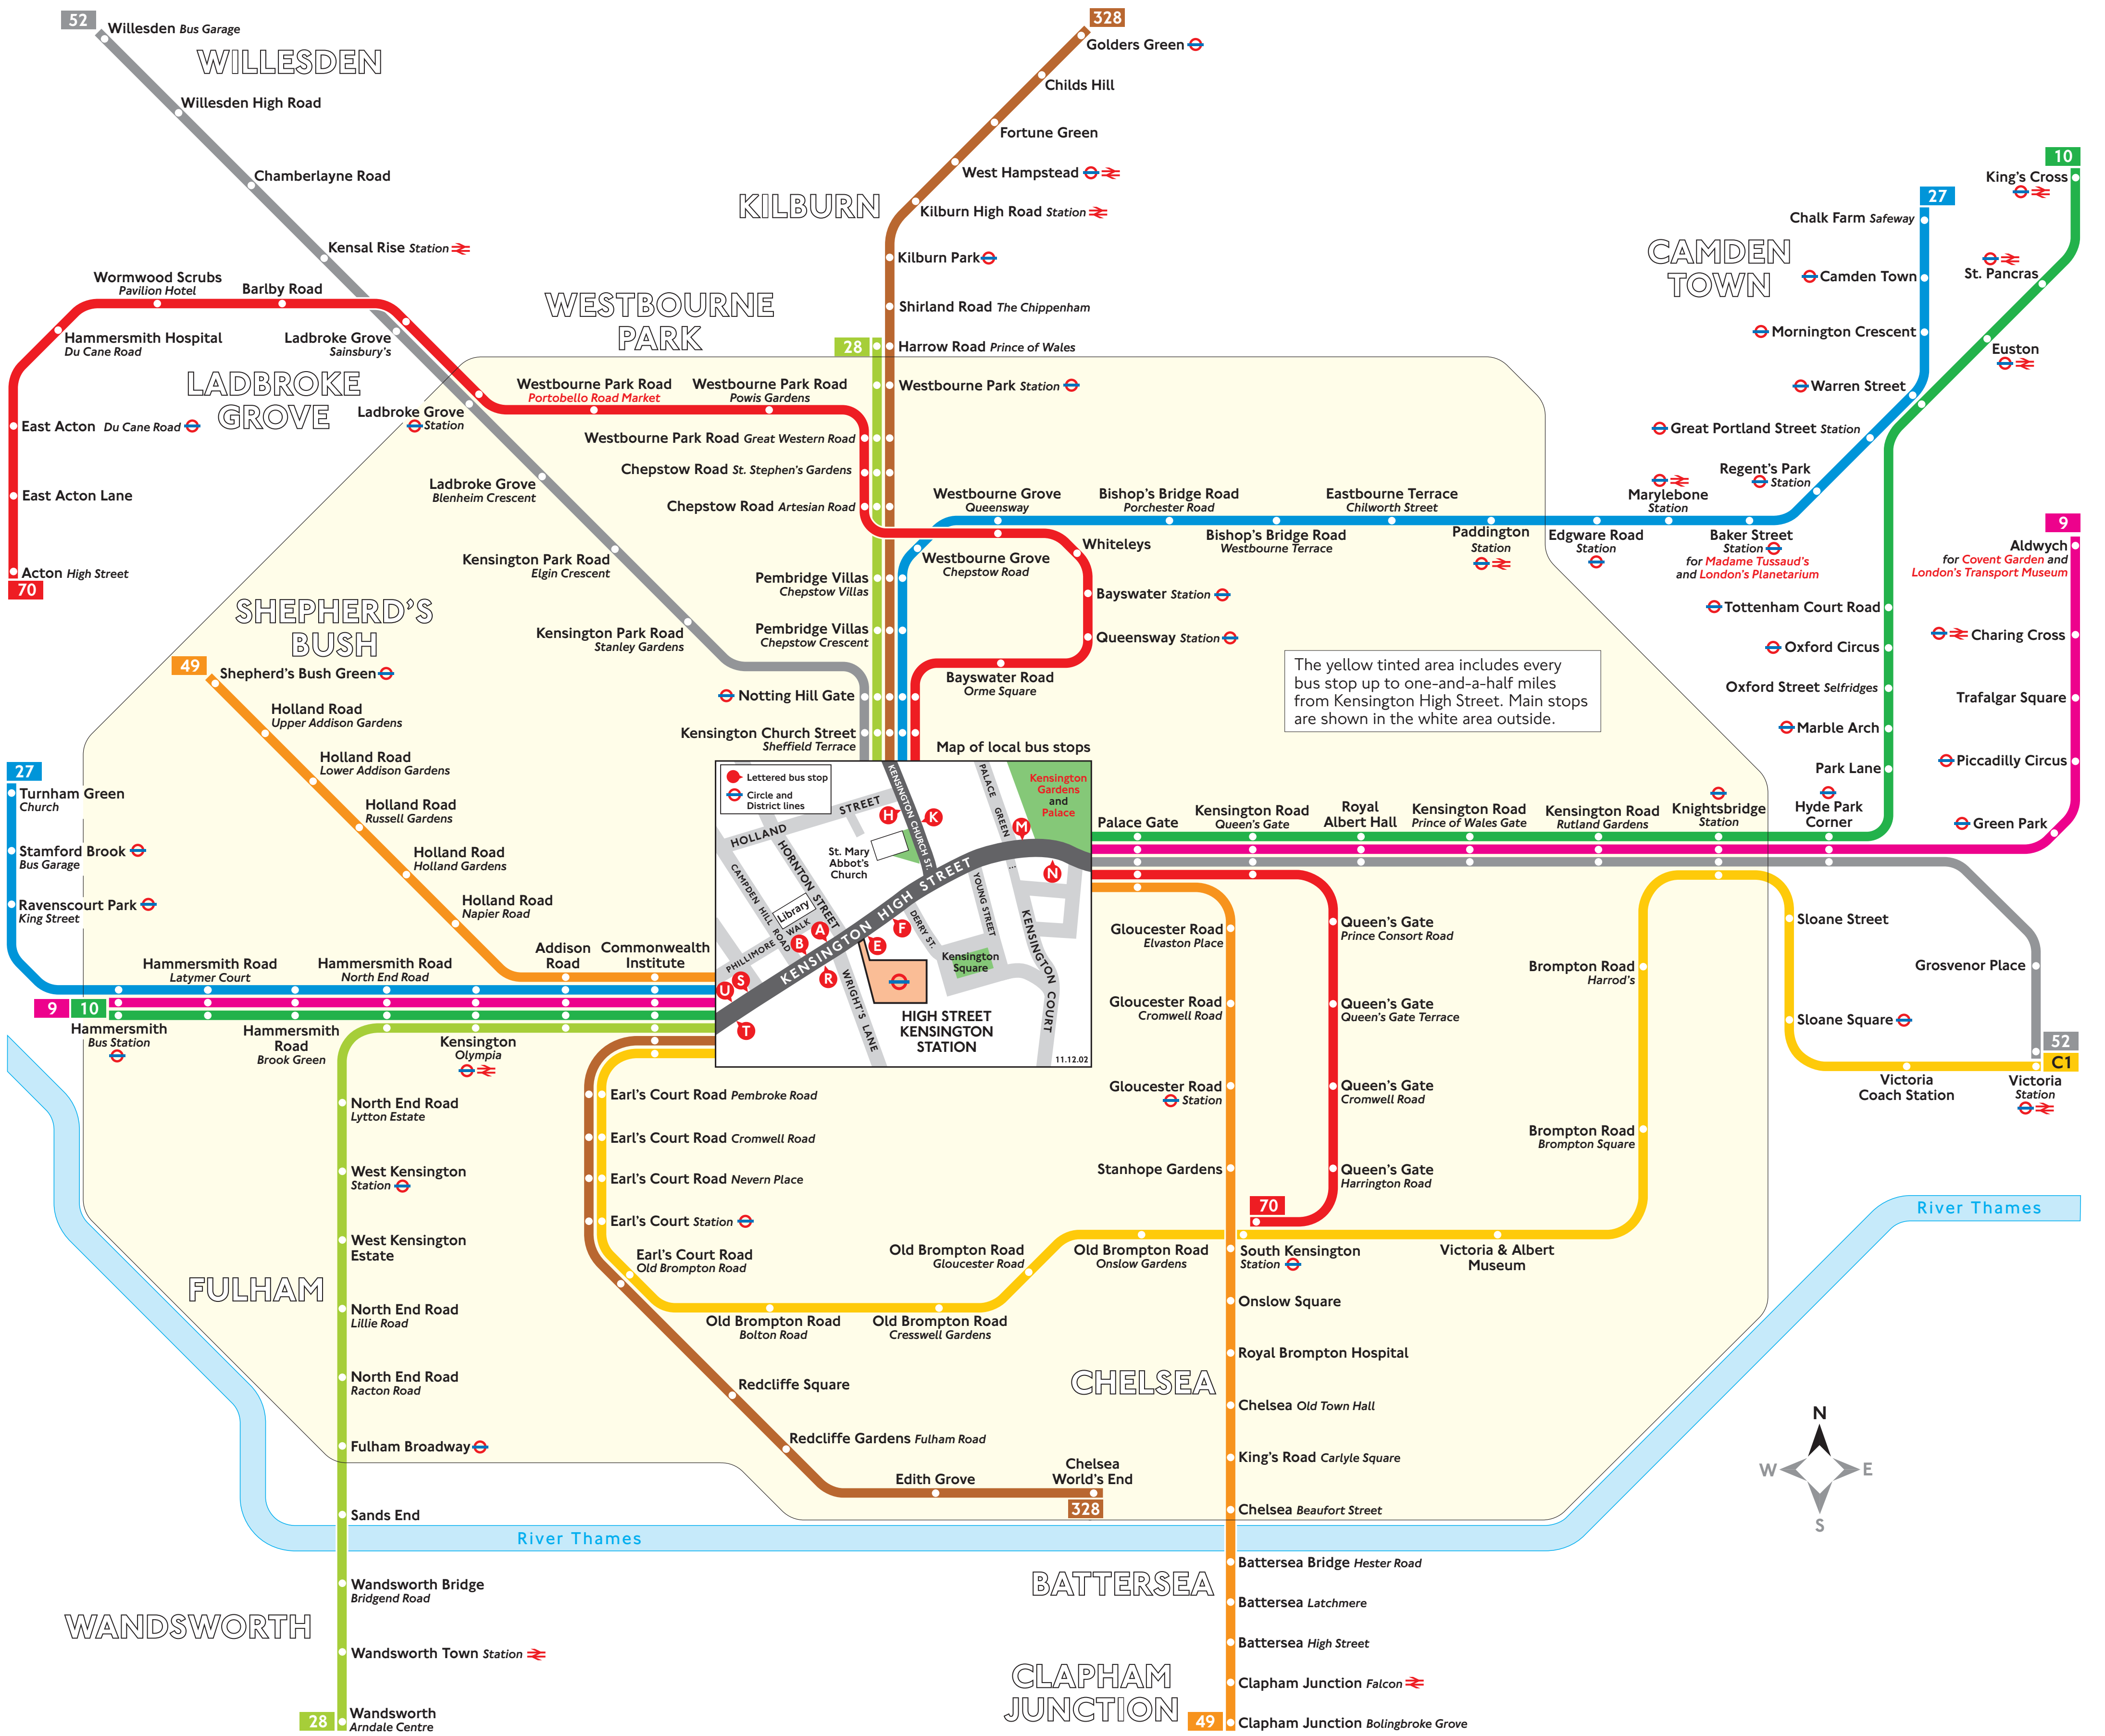 52
Willesden Bus Garage
WILLESDEN
Willesden High Road
Chamberlayne Road
Kensal Rise Station
328
Golders Green
Childs Hill
Fortune Green
West Hampstead
KILBURN
Kilburn High Road Station
Kilburn Park
Shirland Road The Chippenham
28
Harrow Road Prince of Wales
Westbourne Park Station
WESTBOURNE
PARK
Wormwood Scrubs
Pavilion Hotel
Barlby Road
Hammersmith Hospital
Du Cane Road
Ladbroke Grove
Sainsbury's
LADBROKE
GROVE
Ladbroke Grove
Station
East Acton Du Cane Road
East Acton Lane
Acton High Street
70
Westbourne Park Road
Portobello Road Market
Westbourne Park Road
Powis Gardens
Westbourne Park Road Great Western Road
Chepstow Road St. Stephen's Gardens
Chepstow Road Artesian Road
Ladbroke Grove
Blenheim Crescent
Kensington Park Road
Elgin Crescent
Kensington Park Road
Stanley Gardens
Pembridge Villas
Chepstow Villas
Pembridge Villas
Chepstow Crescent
Notting Hill Gate
Kensington Church Street
Sheffield Terrace
Westbourne Grove
Queensway
Westbourne Grove
Chepstow Road
Whiteleys
Bayswater Station
Queensway Station
Bayswater Road
Orme Square
Bishop's Bridge Road
Porchester Road
Bishop's Bridge Road
Westbourne Terrace
Eastbourne Terrace
Chilworth Street
Paddington
Station
Edgware Road
Station
Marylebone
Station
Baker Street
Station
for Madame Tussaud's
and London's Planetarium
Regent's Park
Station
Great Portland Street Station
Warren Street
Mornington Crescent
Camden Town
Chalk Farm Safeway
27
CAMDEN
TOWN
10
King's Cross
St. Pancras
Euston
9
Aldwych
for Covent Garden and
London's Transport Museum
Charing Cross
Trafalgar Square
Piccadilly Circus
Green Park
Tottenham Court Road
Oxford Circus
Oxford Street Selfridges
Marble Arch
Park Lane
Hyde Park
Corner
The yellow tinted area includes every
bus stop up to one-and-a-half miles
from Kensington High Street. Main stops
are shown in the white area outside.
SHEPHERD'S
BUSH
49
Shepherd's Bush Green
Holland Road
Upper Addison Gardens
Holland Road
Lower Addison Gardens
Holland Road
Russell Gardens
Holland Road
Holland Gardens
Holland Road
Napier Road
Addison
Road
Commonwealth
Institute
27
Turnham Green
Church
Stamford Brook
Bus Garage
Ravenscourt Park
King Street
Hammersmith Road
Latymer Court
Hammersmith Road
North End Road
9
10
Hammersmith
Bus Station
Hammersmith
Road
Brook Green
Kensington
Olympia
Map of local bus stops
Lettered bus stop
Circle and
District lines
KENSINGTON CHURCH ST.
PALACE GREEN
Kensington
Gardens
and
Palace
HOLLAND STREET
H
K
M
HORNTON STREET
St. Mary
Abbot's
Church
CAMPDEN HILL ROAD
Library
PHILLIMORE WALK
KENSINGTON HIGH STREET
YOUNG STREET
N
DERRY ST.
KENSINGTON COURT
A
B
F
E
R
S
U
T
Kensington
Square
WRIGHT'S LANE
HIGH STREET
KENSINGTON
STATION
11.12.02
Palace Gate
Kensington Road
Queen's Gate
Royal
Albert Hall
Kensington Road
Prince of Wales Gate
Kensington Road
Rutland Gardens
Knightsbridge
Station
Gloucester Road
Elvaston Place
Gloucester Road
Cromwell Road
Gloucester Road
Station
Stanhope Gardens
Queen's Gate
Prince Consort Road
Queen's Gate
Queen's Gate Terrace
Queen's Gate
Cromwell Road
Queen's Gate
Harrington Road
70
Brompton Road
Harrod's
Brompton Road
Brompton Square
Sloane Street
Sloane Square
Grosvenor Place
52
C1
Victoria
Coach Station
Victoria
Station
River Thames
North End Road
Lytton Estate
West Kensington
Station
West Kensington
Estate
FULHAM
North End Road
Lillie Road
North End Road
Racton Road
Fulham Broadway
Sands End
River Thames
Wandsworth Bridge
Bridgend Road
WANDSWORTH
Wandsworth Town Station
28
Wandsworth
Arndale Centre
Earl's Court Road Pembroke Road
Earl's Court Road Cromwell Road
Earl's Court Road Nevern Place
Earl's Court Station
Earl's Court Road
Old Brompton Road
Old Brompton Road
Bolton Road
Old Brompton Road
Cresswell Gardens
Old Brompton Road
Gloucester Road
Old Brompton Road
Onslow Gardens
South Kensington
Station
Victoria & Albert
Museum
Redcliffe Square
Redcliffe Gardens Fulham Road
Edith Grove
Chelsea
World's End
328
Onslow Square
Royal Brompton Hospital
CHELSEA
Chelsea Old Town Hall
King's Road Carlyle Square
Chelsea Beaufort Street
Battersea Bridge Hester Road
BATTERSEA
Battersea Latchmere
Battersea High Street
CLAPHAM
JUNCTION
Clapham Junction Falcon
49
Clapham Junction Bolingbroke Grove
N
W
E
S